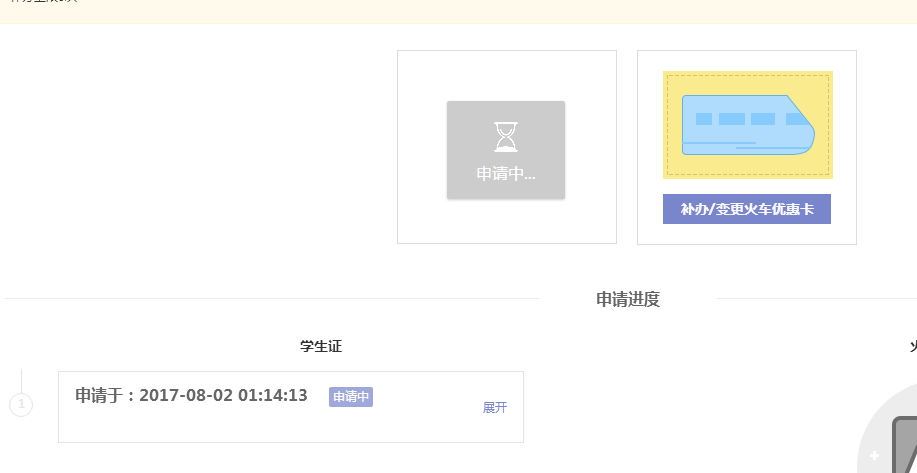 申请中...
补办/变更火车优惠卡
申请进度
学生证
1
申请于：2017-08-02 01:14:13
申请中
展开